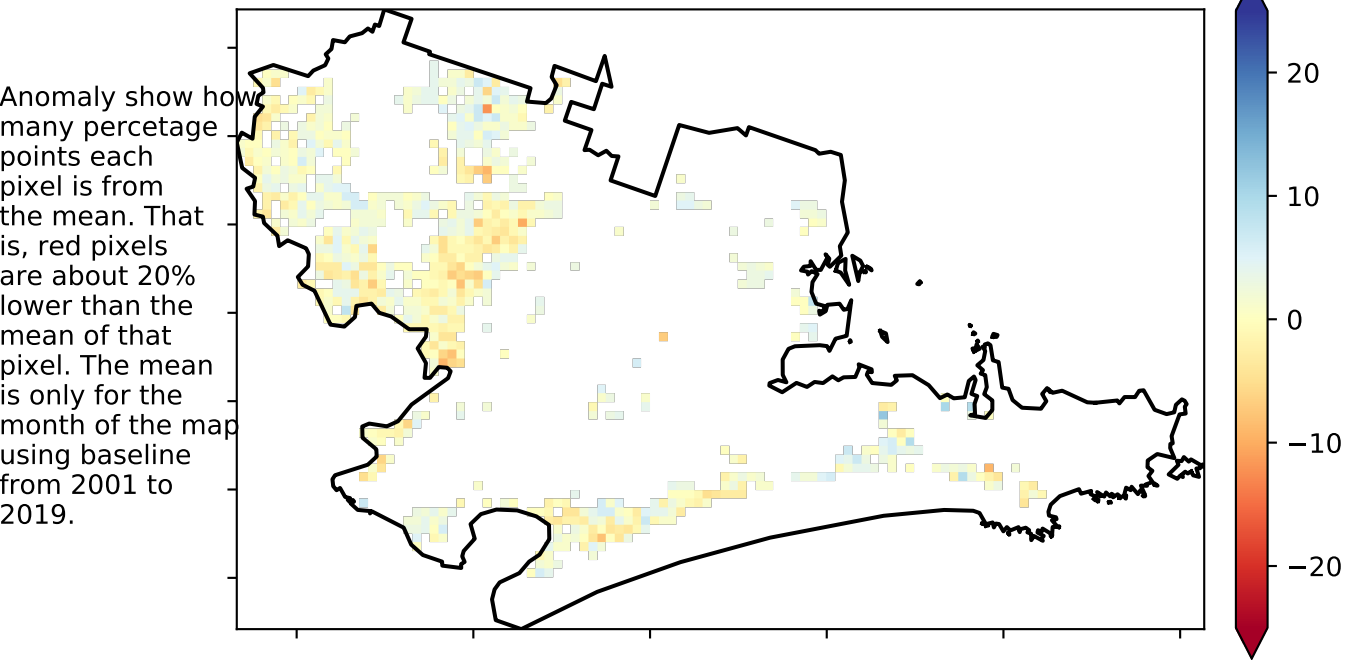 Anomaly show how
many percetage
points each
pixel is from
the mean. That
is, red pixels
are about 20%
lower than the
mean of that
pixel. The mean
is only for the
month of the map
using baseline
from 2001 to
2019.
20
10
0
−10
−20